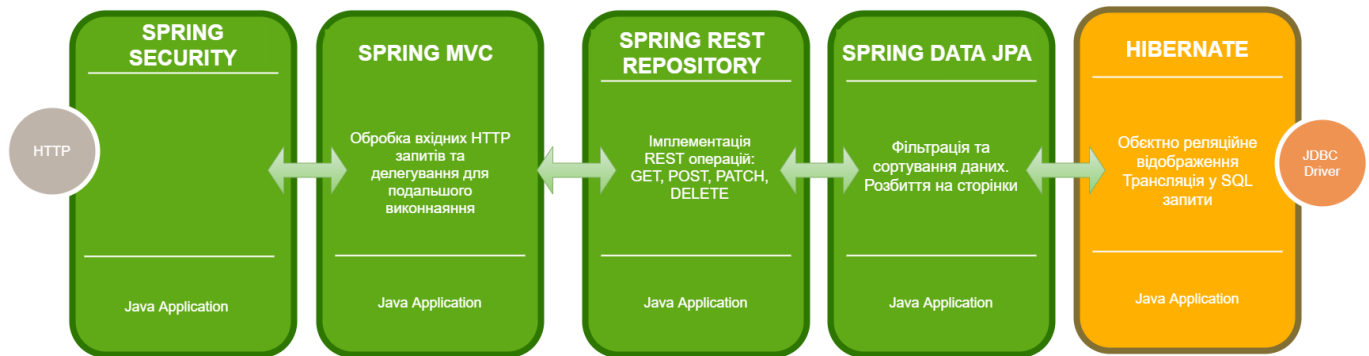 SPRING
SECURITY
HTTP
Java Application
SPRING MVC
Обробка вхідних HTTP
запитів та
делегування для
подальшого
виконнаяння
Java Application
SPRING REST
REPOSITORY
Імплементація
REST операцій:
GET, POST, PATCH,
DELETE
Java Application
SPRING DATA JPA
Фільтрація та
сортування даних.
Розбиття на сторінки
Java Application
HIBERNATE
Обєктно реляційне
відображення
Трансляція у SQL
запити
Java Application
JDBC
Driver